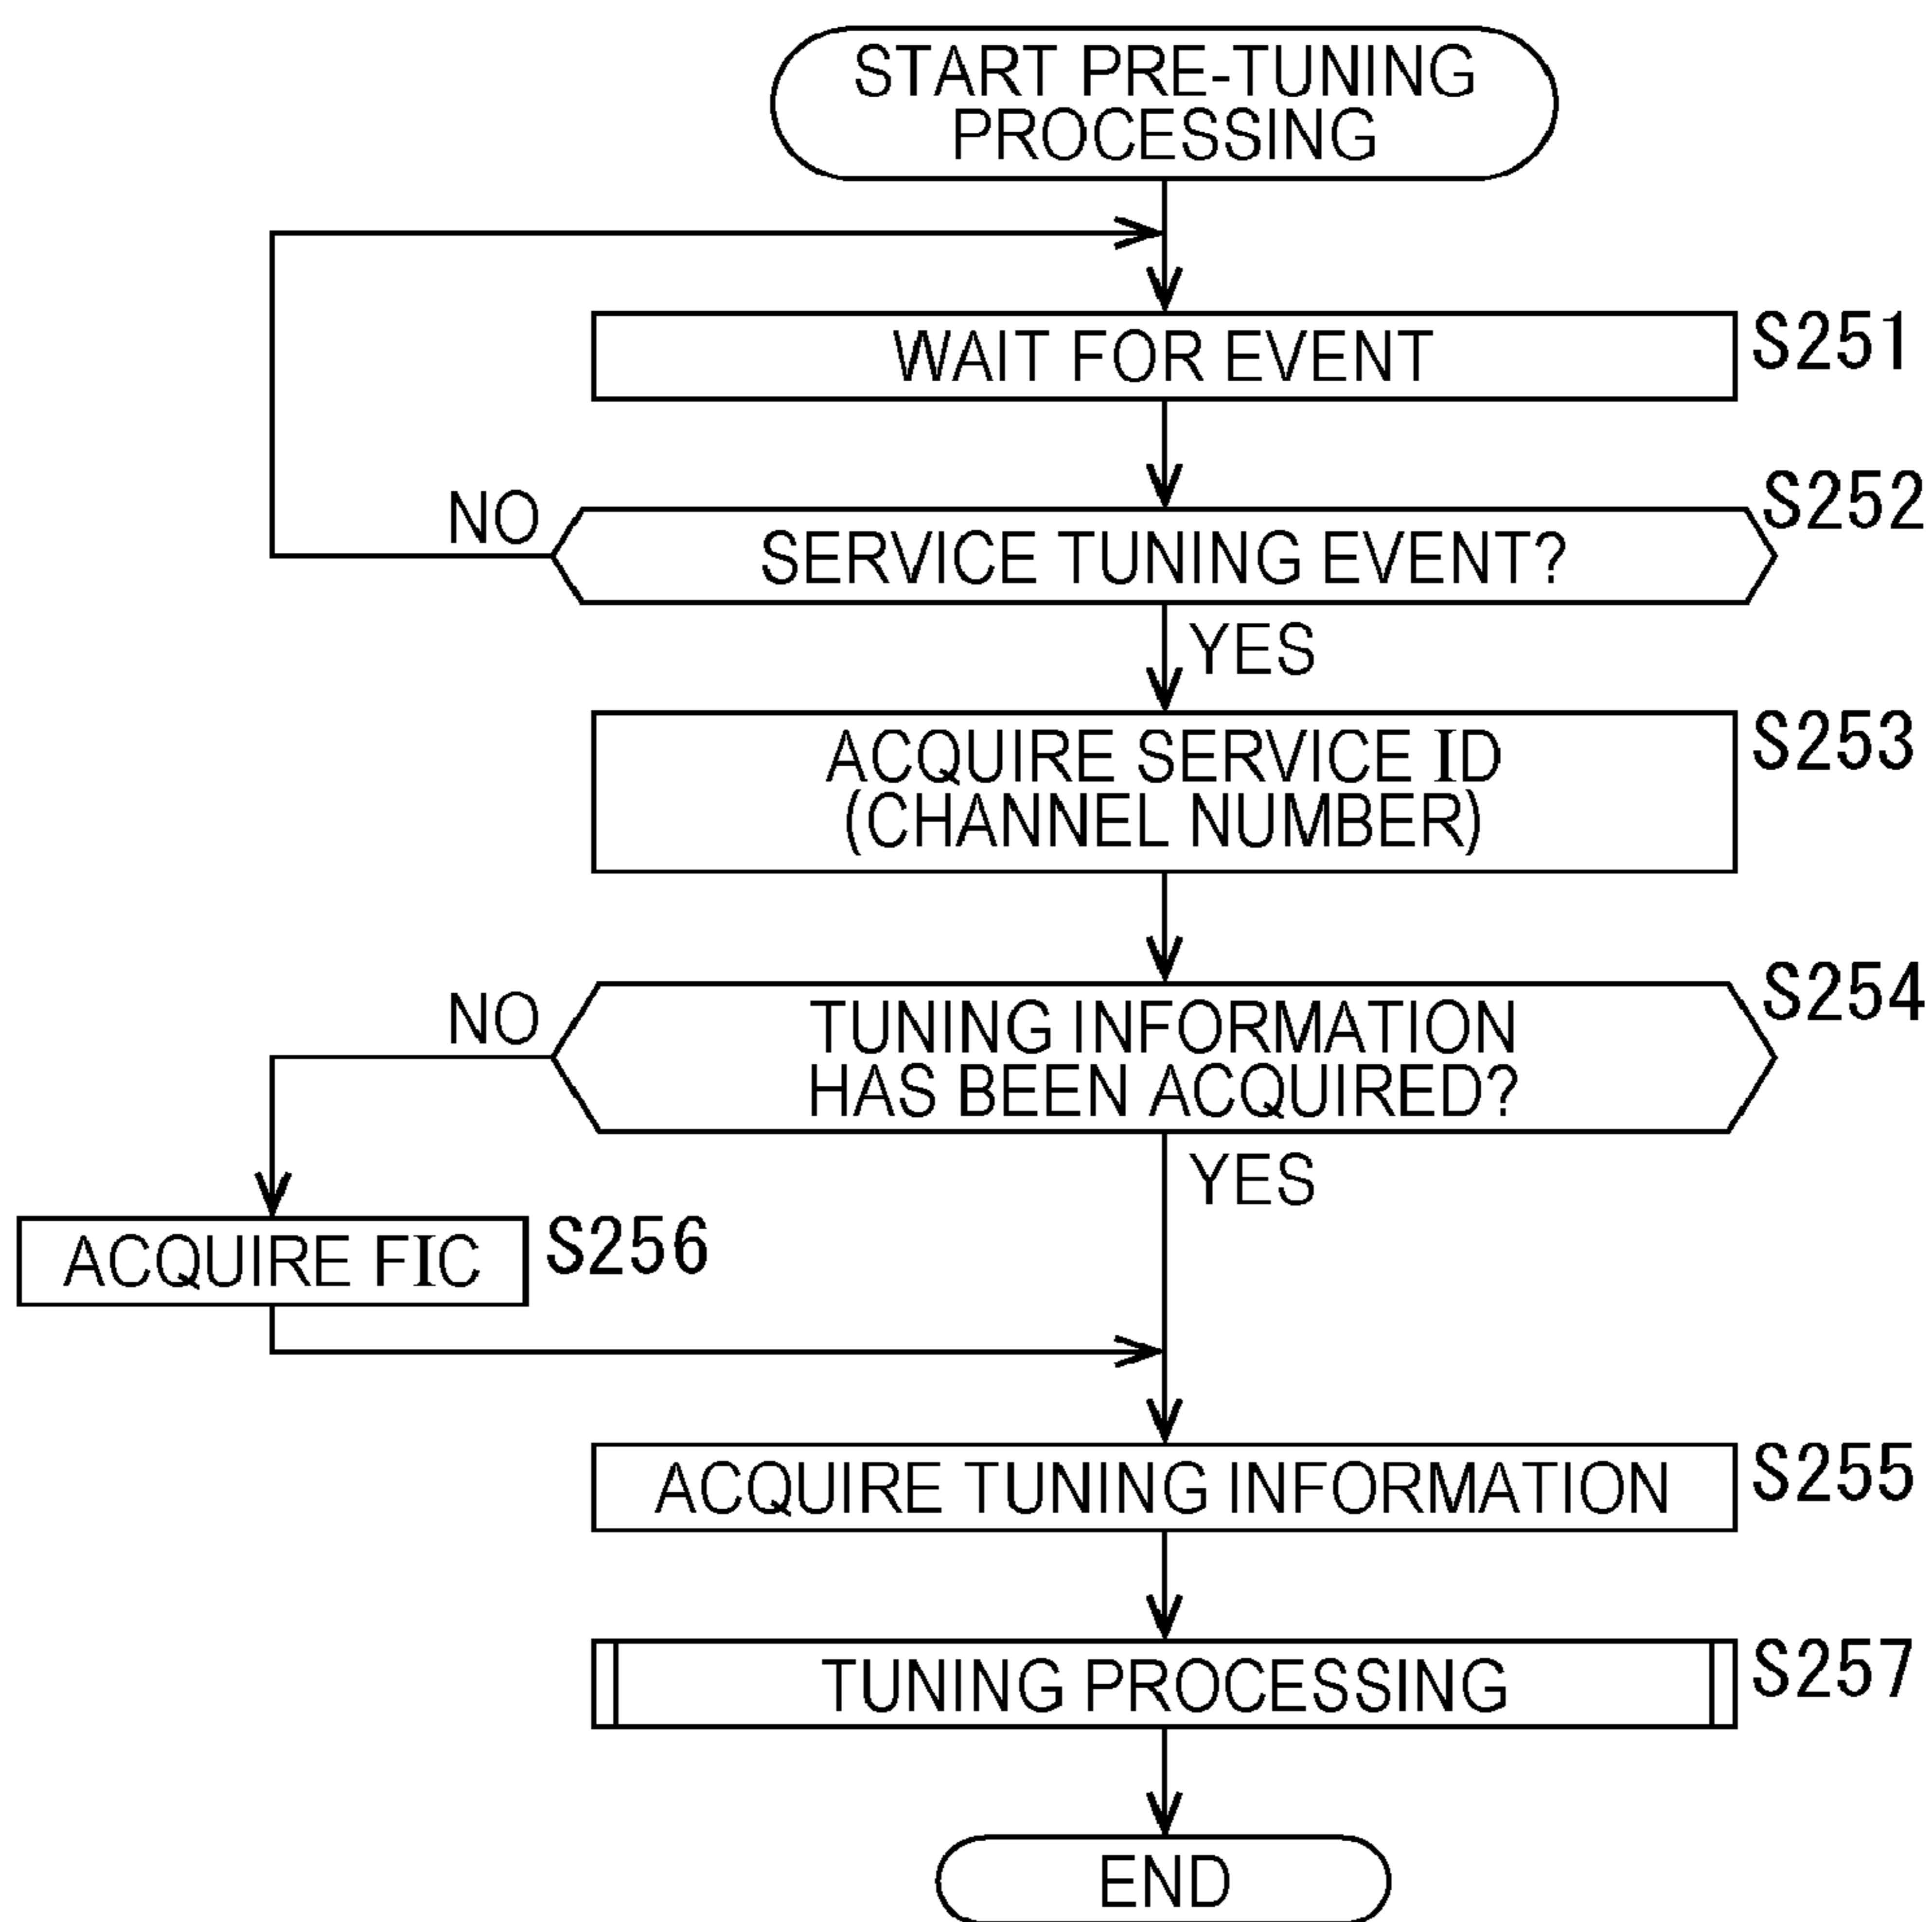 START PRE-TUNING
PROCESSING
WAIT FOR EVENT
S251
NO
SERVICE TUNING EVENT?
S252
YES
ACQUIRE SERVICE ID
(CHANNEL NUMBER)
S253
NO
TUNING INFORMATION
HAS BEEN ACQUIRED?
S254
YES
ACQUIRE FIC
S256
ACQUIRE TUNING INFORMATION
S255
TUNING PROCESSING
S257
END